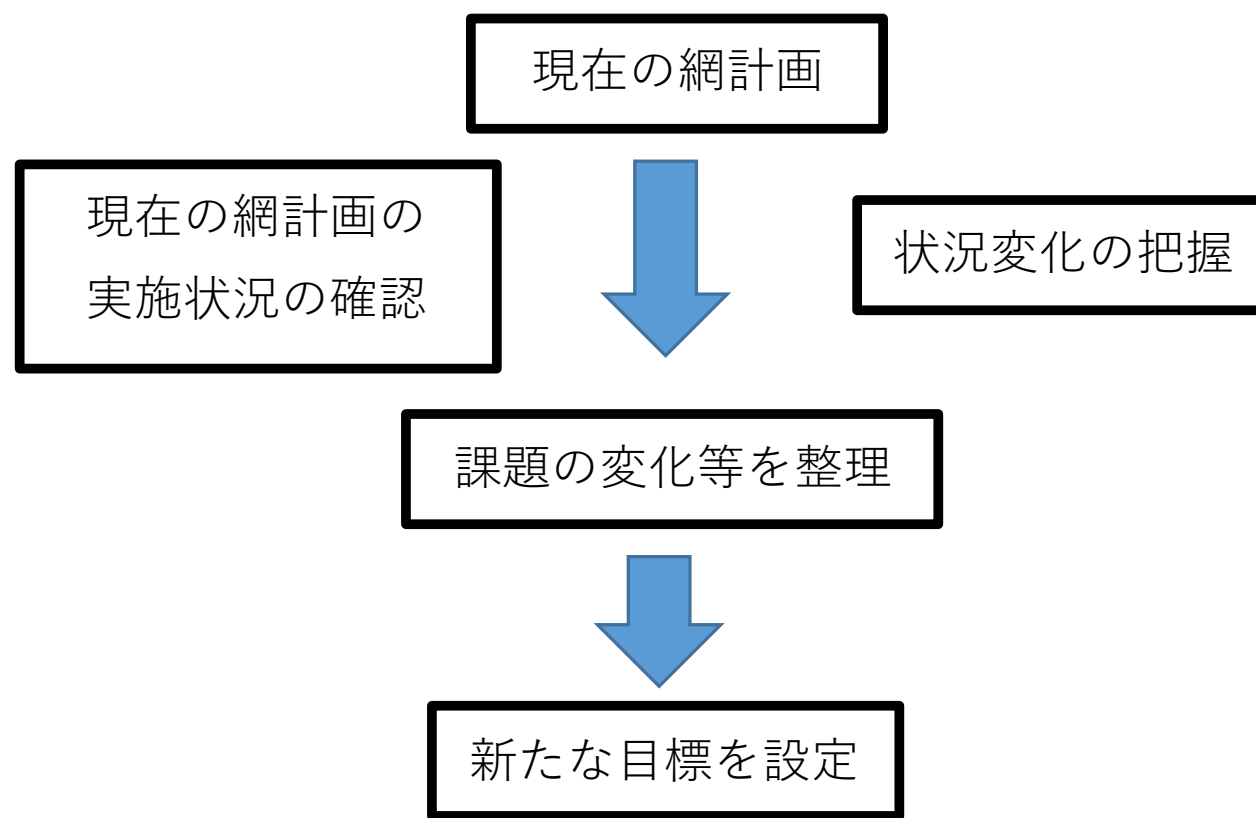 現在の網計画
現在の網計画の
実施状況の確認
状況変化の把握
課題の変化等を整理
新たな目標を設定